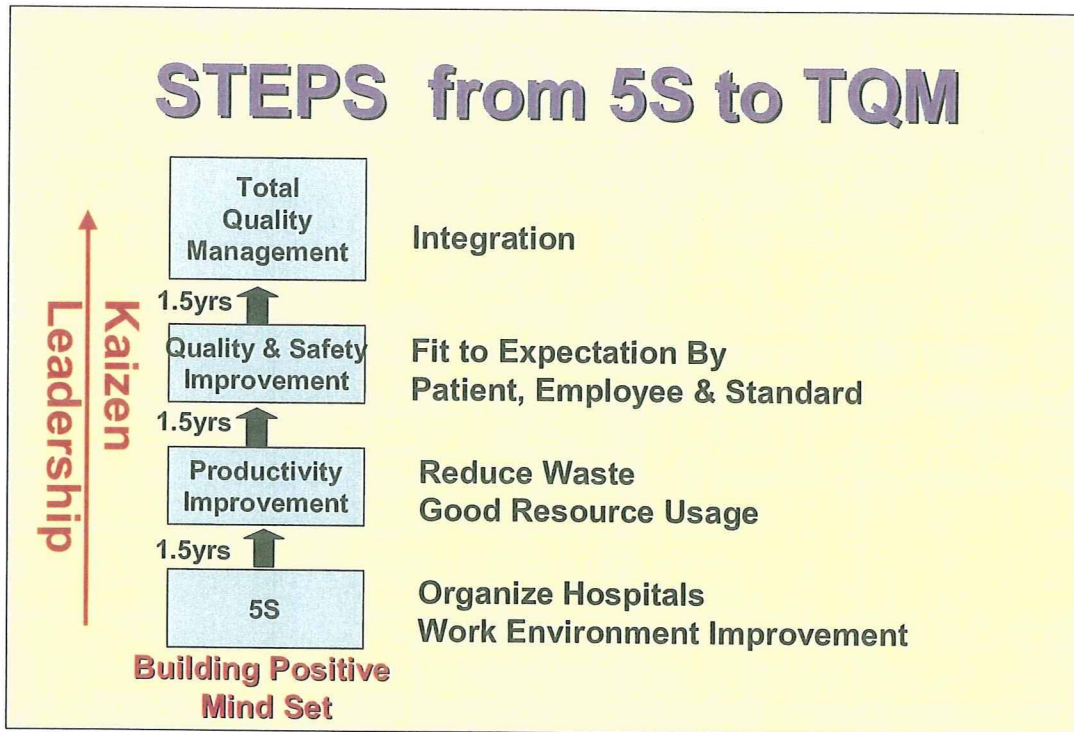 STEPS from 5S to TQM
Total
Quality
Management
Integration
1.5yrs
Quality & Safety
Improvement
Fit to Expectation By
Patient, Employee & Standard
1.5yrs
Productivity
Improvement
Reduce Waste
Good Resource Usage
1.5yrs
5S
Organize Hospitals
Work Environment Improvement
Building Positive
Mind Set
Kaizen
Leadership